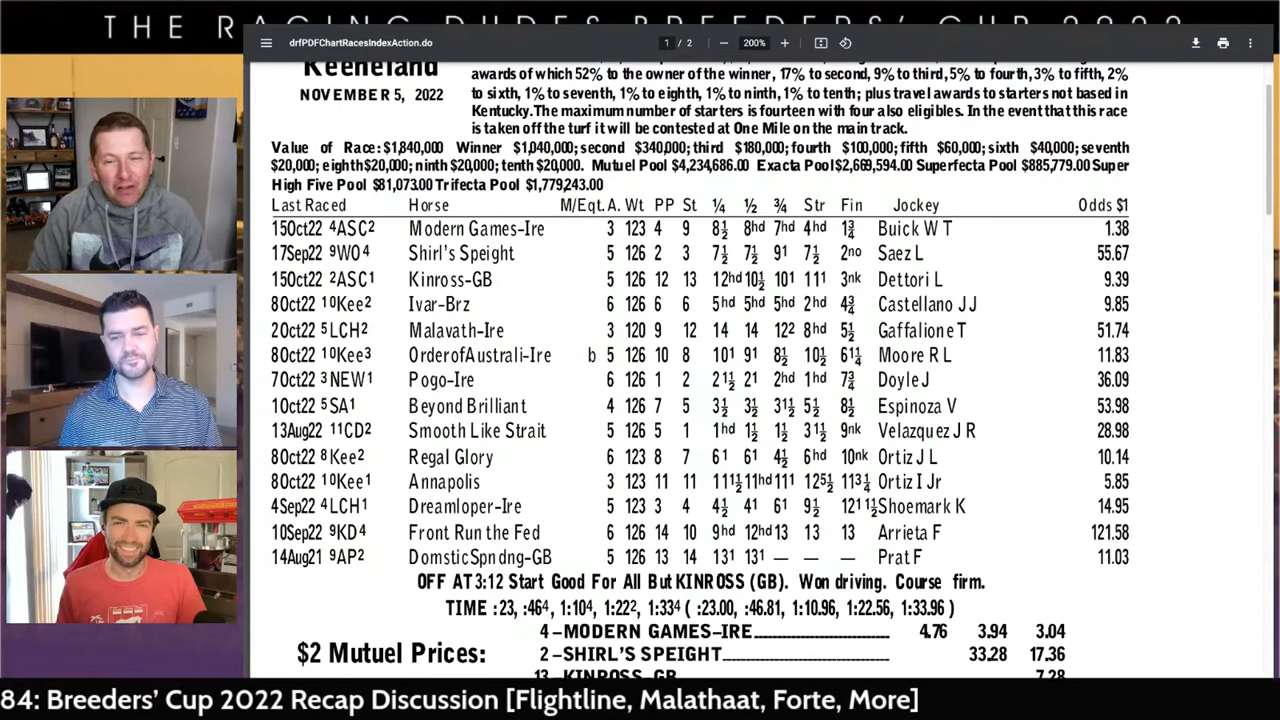 THE RACING DUDES BREEDERS' CUP 2022
drfPDFChartRacesIndexAction.do
1 / 2
200%
Keeneland
NOVEMBER 5, 2022
awards of which 52% to the owner of the winner, 17% to second, 9% to third, 5% to fourth, 3% to fifth, 2%
to sixth, 1% to seventh, 1% to eighth, 1% to ninth, 1% to tenth; plus travel awards to starters not based in
Kentucky.The maximum number of starters is fourteen with four also eligibles. In the event that this race
is taken off the turf it will be contested at One Mile on the main track.
Value of Race: $1,840,000 Winner $1,040,000; second $340,000; third $180,000; fourth $100,000; fifth $60,000; sixth $40,000; seventh
$20,000; eighth $20,000; ninth $20,000; tenth $20,000. Mutuel Pool $4,234,686.00 Exacta Pool $2,669,594.00 Superfecta Pool $885,779.00 Super
High Five Pool $81,073.00 Trifecta Pool $1,779,243.00
Last Raced Horse M/Eqt. A. Wt PP St ¼ ½ ¾ Str Fin Jockey Odds $1
15Oct22 4ASC2 Modern Games-Ire 3 123 4 9 8½ 8hd 7hd 4hd 1¾ Buick W T 1.38
17Sep22 9WO4 Shirl's Speight 5 126 2 3 7½ 7½ 91 7½ 2no Saez L 55.67
15Oct22 2ASC1 Kinross-GB 5 126 12 13 12hd 10½ 101 111 3nk Dettori L 9.39
8Oct22 10Kee2 Ivar-Brz 6 126 6 6 5hd 5hd 5hd 2hd 4¾ Castellano J J 9.85
2Oct22 5LCH2 Malavath-Ire 3 120 9 12 14 14 122 8hd 5½ Gaffalione T 51.74
8Oct22 10Kee3 OrderofAustrali-Ire b 5 126 10 8 101 91 8½ 10½ 61¼ Moore R L 11.83
7Oct22 3NEW1 Pogo-Ire 6 126 1 2 21½ 21 2hd 1hd 7¾ Doyle J 36.09
1Oct22 5SA1 Beyond Brilliant 4 126 7 5 3½ 3½ 31½ 5½ 8½ Espinoza V 53.98
13Aug22 11CD2 Smooth Like Strait 5 126 5 1 1hd 1½ 1½ 31½ 9nk Velazquez J R 28.98
8Oct22 8Kee2 Regal Glory 6 123 8 7 61 61 4½ 6hd 10nk Ortiz J L 10.14
8Oct22 10Kee1 Annapolis 3 123 11 11 111½ 11hd 111 125½ 113¼ Ortiz I Jr 5.85
4Sep22 4LCH1 Dreamloper-Ire 5 123 3 4 4½ 41 61 9½ 1211½ Shoemark K 14.95
10Sep22 9KD4 Front Run the Fed 6 126 14 10 9hd 12hd 13 13 13 Arrieta F 121.58
14Aug21 9AP2 DomsticSpndng-GB 5 126 13 14 131 131 — — — Prat F 11.03
OFF AT 3:12 Start Good For All But KINROSS (GB). Won driving. Course firm.
TIME :23, :464, 1:104, 1:222, 1:334 ( :23.00, :46.81, 1:10.96, 1:22.56, 1:33.96 )
$2 Mutuel Prices:
4 –MODERN GAMES–IRE 4.76 3.94 3.04
2 –SHIRL'S SPEIGHT 33.28 17.36
13 –KINROSS–GB 7.28
84: Breeders' Cup 2022 Recap Discussion [Flightline, Malathaat, Forte, More]